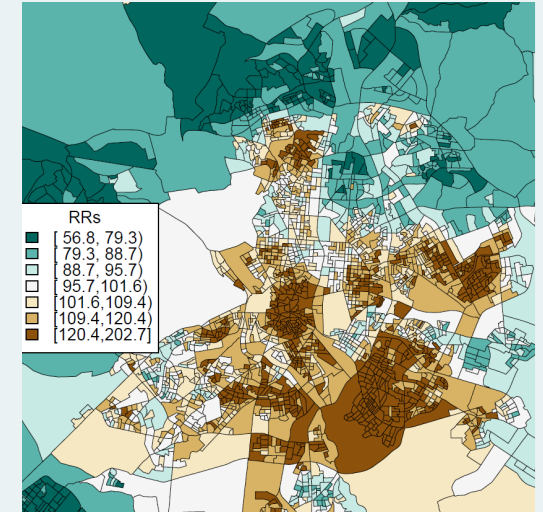 RRs
[ 56.8, 79.3)
[ 79.3, 88.7)
[ 88.7, 95.7)
[ 95.7,101.6)
[101.6,109.4)
[109.4,120.4)
[120.4,202.7]